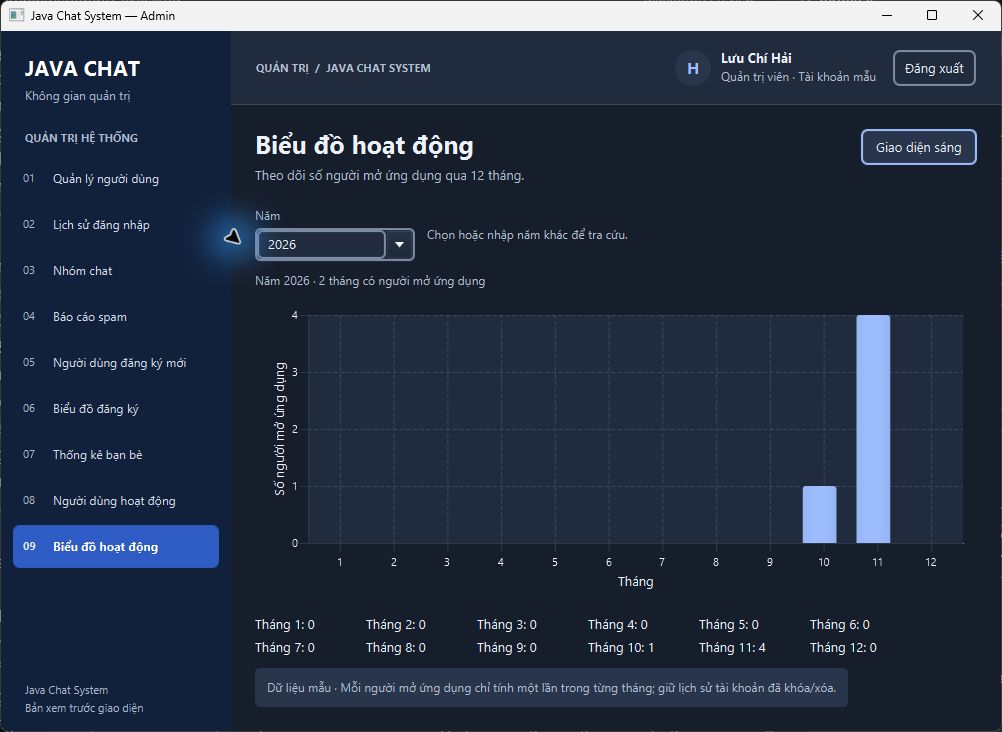 Java Chat System — Admin
JAVA CHAT
Không gian quản trị
QUẢN TRỊ HỆ THỐNG
01 Quản lý người dùng
02 Lịch sử đăng nhập
03 Nhóm chat
04 Báo cáo spam
05 Người dùng đăng ký mới
06 Biểu đồ đăng ký
07 Thống kê bạn bè
08 Người dùng hoạt động
09 Biểu đồ hoạt động
Java Chat System
Bản xem trước giao diện
QUẢN TRỊ / JAVA CHAT SYSTEM
H
Lưu Chí Hải
Quản trị viên · Tài khoản mẫu
Đăng xuất
Biểu đồ hoạt động
Theo dõi số người mở ứng dụng qua 12 tháng.
Giao diện sáng
Năm
2026
Chọn hoặc nhập năm khác để tra cứu.
Năm 2026 · 2 tháng có người mở ứng dụng
Số người mở ứng dụng
4
3
2
1
0
1 2 3 4 5 6 7 8 9 10 11 12
Tháng
Tháng 1: 0 Tháng 2: 0 Tháng 3: 0 Tháng 4: 0 Tháng 5: 0 Tháng 6: 0
Tháng 7: 0 Tháng 8: 0 Tháng 9: 0 Tháng 10: 1 Tháng 11: 4 Tháng 12: 0
Dữ liệu mẫu · Mỗi người mở ứng dụng chỉ tính một lần trong từng tháng; giữ lịch sử tài khoản đã khóa/xóa.